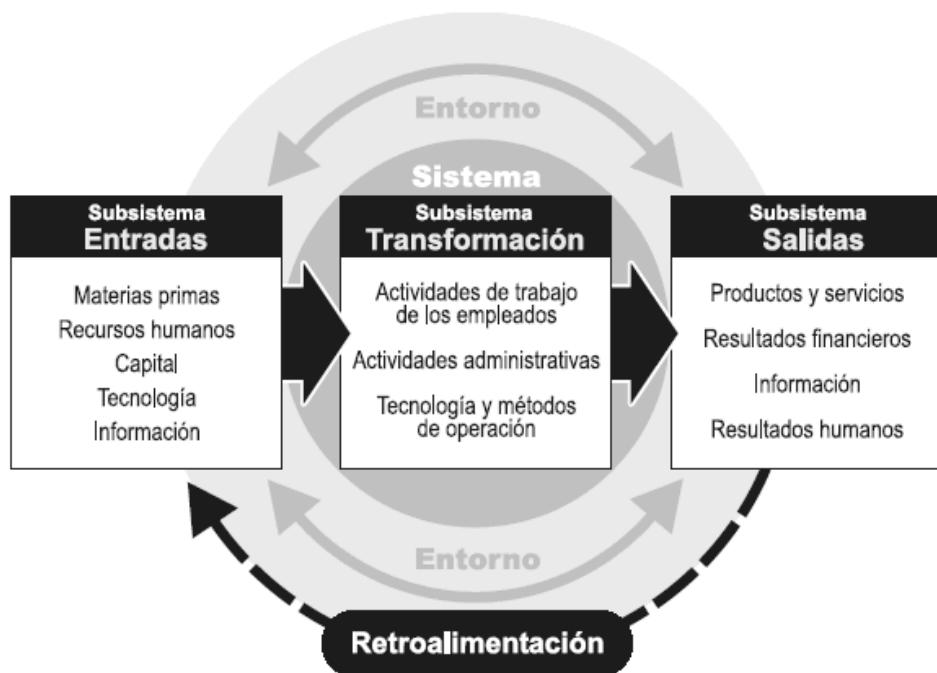 Entorno
Sistema
Subsistema
Entradas
Materias primas
Recursos humanos
Capital
Tecnología
Información
Subsistema
Transformación
Actividades de trabajo
de los empleados
Actividades administrativas
Tecnología y métodos
de operación
Subsistema
Salidas
Productos y servicios
Resultados financieros
Información
Resultados humanos
Entorno
Retroalimentación